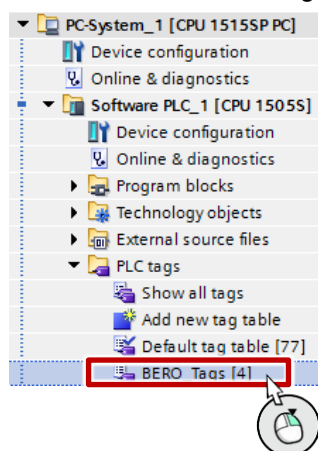 PC-System_1 [CPU 1515SP PC]
Device configuration
Online & diagnostics
Software PLC_1 [CPU 1505S]
Device configuration
Online & diagnostics
Program blocks
Technology objects
External source files
PLC tags
Show all tags
Add new tag table
Default tag table [77]
BERO_Tags [4]